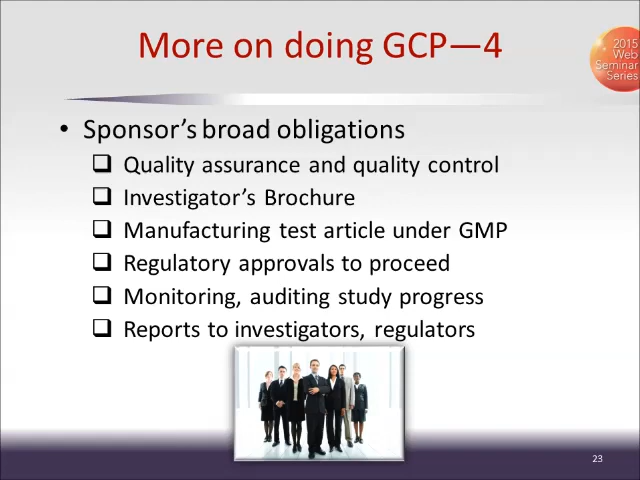 More on doing GCP—4
2015
Web
Seminar
Series
• Sponsor’s broad obligations
❑ Quality assurance and quality control
❑ Investigator’s Brochure
❑ Manufacturing test article under GMP
❑ Regulatory approvals to proceed
❑ Monitoring, auditing study progress
❑ Reports to investigators, regulators
23